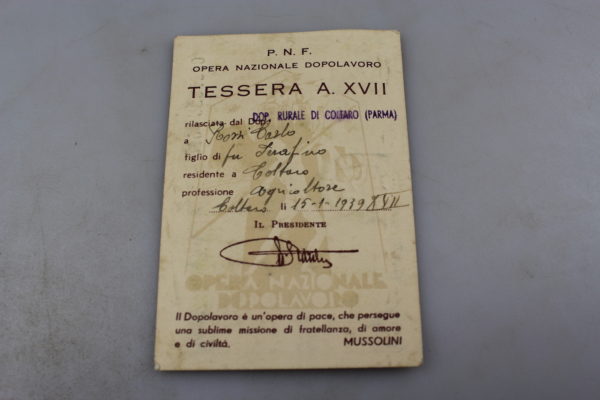 P. N. F.
OPERA NAZIONALE DOPOLAVORO
TESSERA A. XVII
rilasciata dal Dop. DOP. RURALE DI COLTARO (PARMA)
a Rossi Carlo
figlio di fu Serafino
residente a Coltaro
professione agricoltore
Coltaro li 15-1-1939 XVII
IL PRESIDENTE
OPERA NAZIONALE
DOPOLAVORO
Il Dopolavoro è un'opera di pace, che persegue
una sublime missione di fratellanza, di amore
e di civiltà. MUSSOLINI